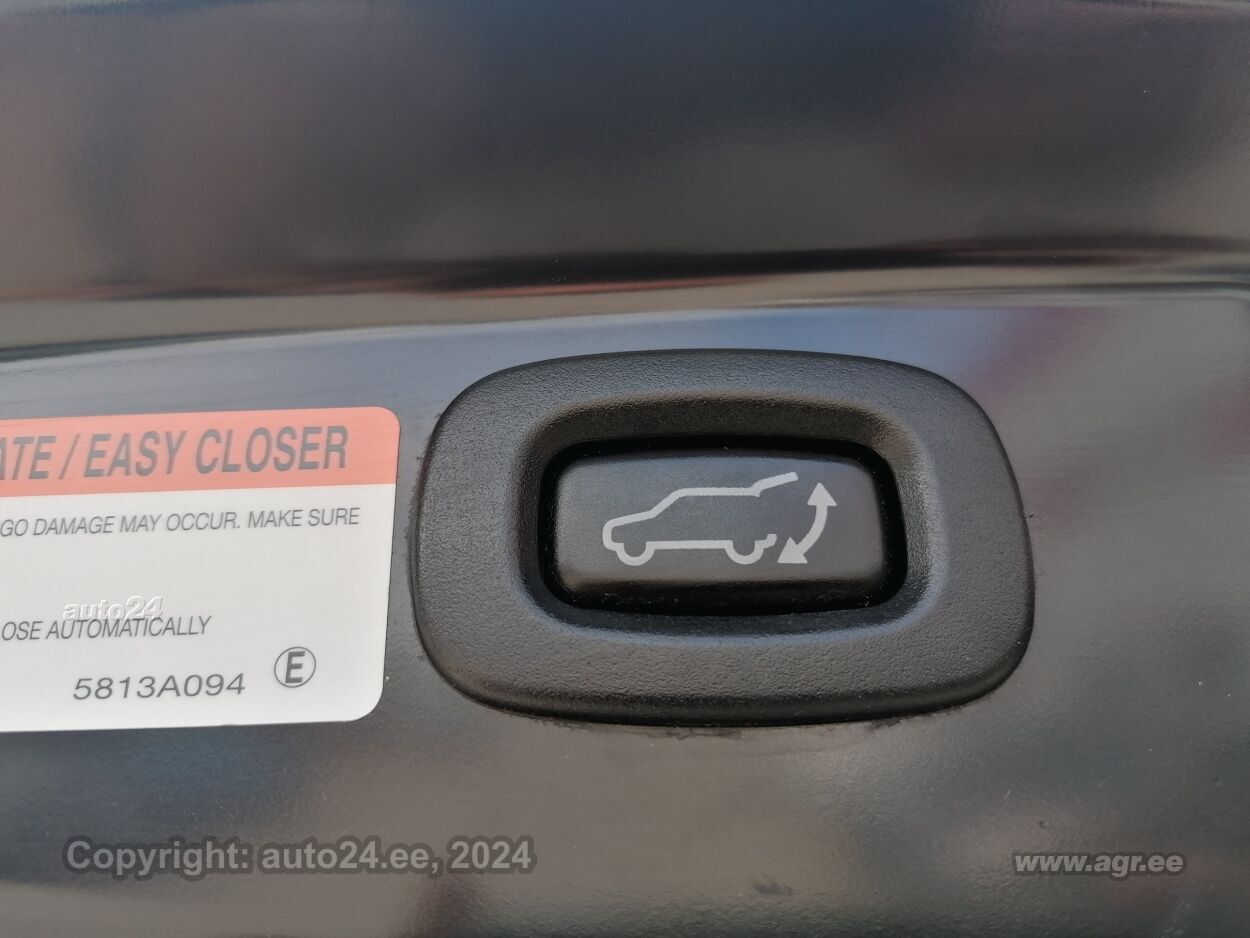 ATE / EASY CLOSER
GO DAMAGE MAY OCCUR. MAKE SURE
auto24
OSE AUTOMATICALLY
5813A094 E
Copyright: auto24.ee, 2024
www.agr.ee